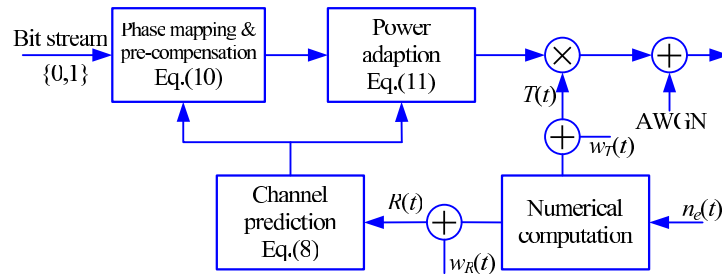 Bit stream
{0,1}
Phase mapping &
pre-compensation
Eq.(10)
Power
adaption
Eq.(11)
T(t)
AWGN
w_T(t)
Channel
prediction
Eq.(8)
R(t)
w_R(t)
Numerical
computation
n_e(t)